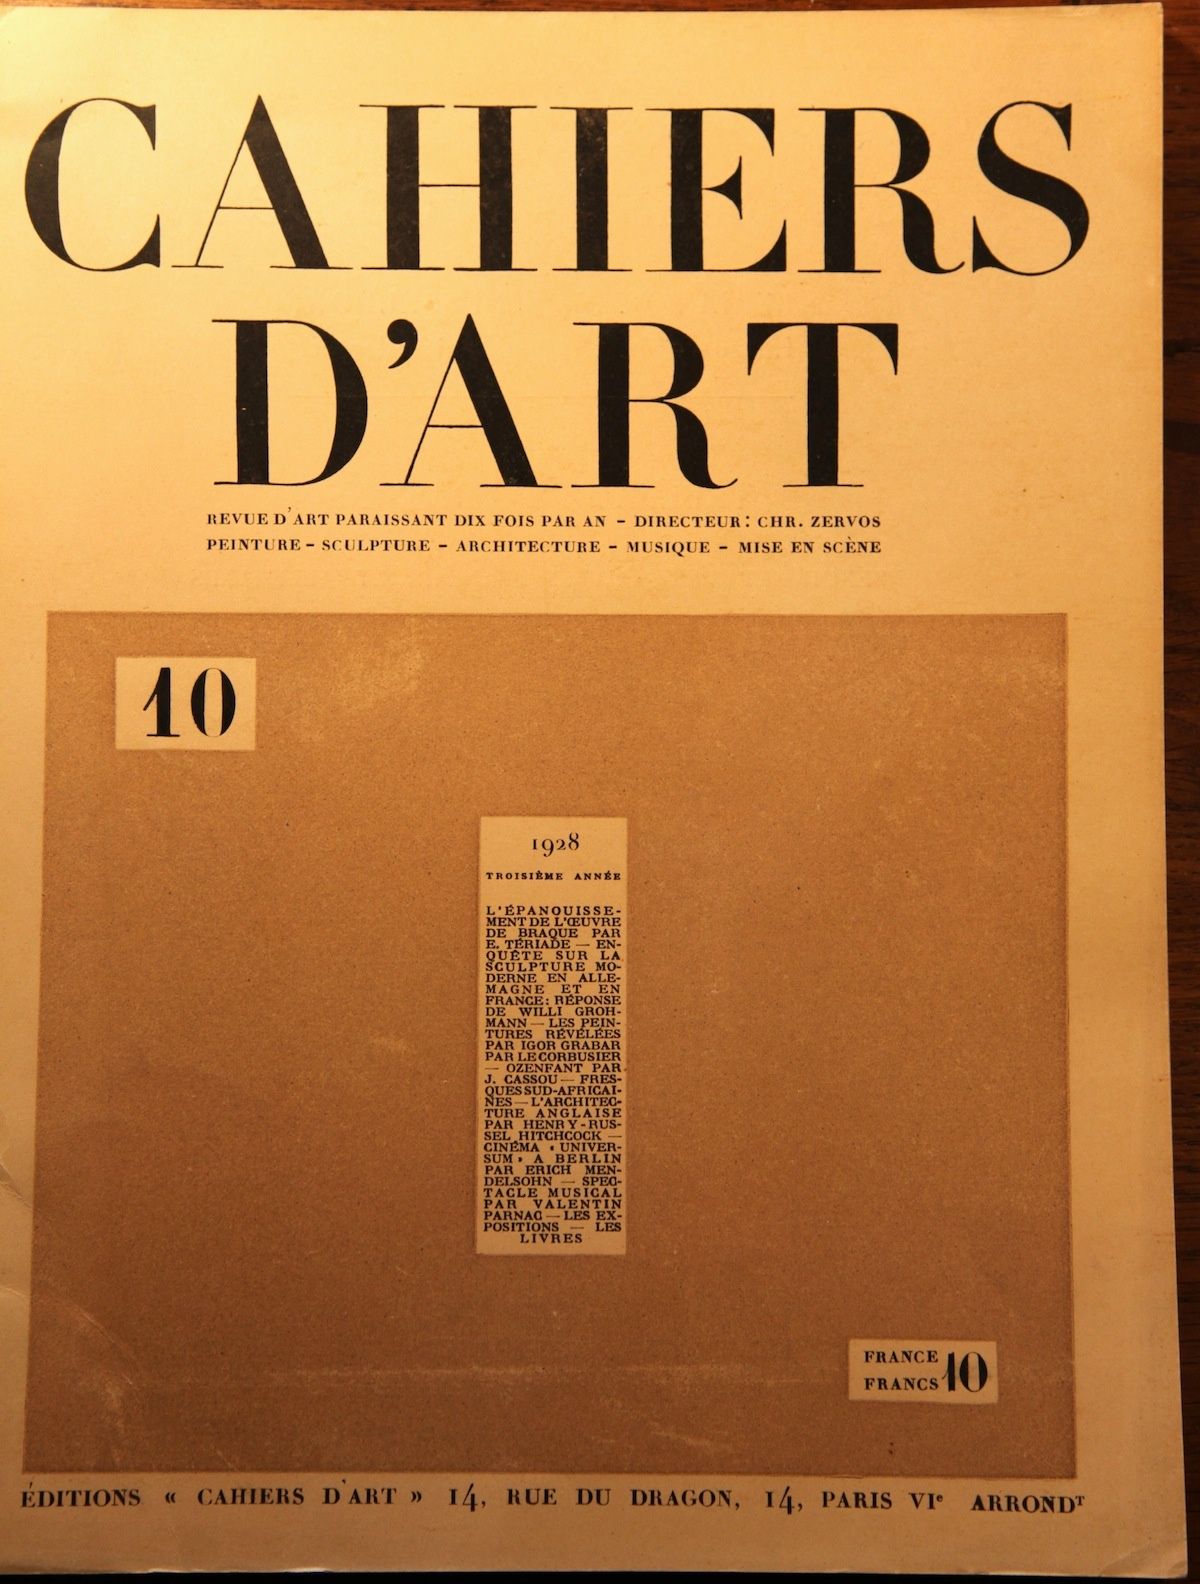 CAHIERS
D'ART
REVUE D'ART PARAISSANT DIX FOIS PAR AN – DIRECTEUR: CHR. ZERVOS
PEINTURE – SCULPTURE – ARCHITECTURE – MUSIQUE – MISE EN SCÈNE
10
1928
TROISIÈME ANNÉE
L'ÉPANOUISSE-
MENT DE L'ŒUVRE
DE BRAQUE PAR
E. TÉRIADE — EN-
QUÊTE SUR LA
SCULPTURE MO-
DERNE EN ALLE-
MAGNE ET EN
FRANCE: RÉPONSE
DE WILLI GROH-
MANN — LES PEIN-
TURES RÉVÉLÉES
PAR IGOR GRABAR
PAR LE CORBUSIER
— OZENFANT PAR
J. CASSOU — FRES-
QUES SUD-AFRICAI-
NES — L'ARCHITEC-
TURE ANGLAISE
PAR HENRY-RUS-
SEL HITCHCOCK —
CINÉMA « UNIVER-
SUM » A BERLIN
PAR ERICH MEN-
DELSOHN — SPEC-
TACLE MUSICAL
PAR VALENTIN
PARNAC — LES EX-
POSITIONS — LES
LIVRES
FRANCE
FRANCS 10
ÉDITIONS « CAHIERS D'ART » 14, RUE DU DRAGON, 14, PARIS VIe ARRONDT